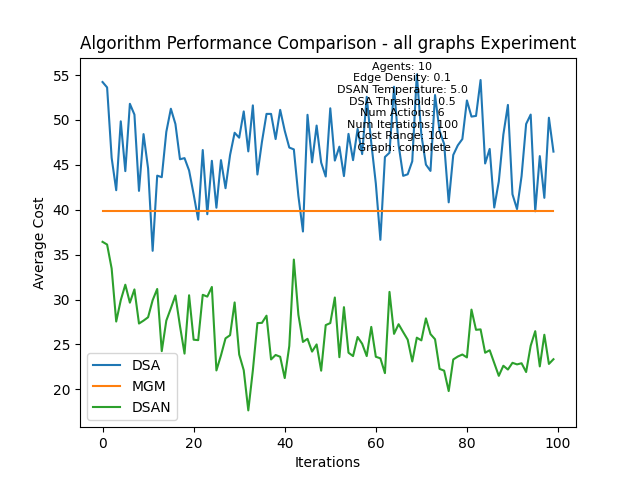 Algorithm Performance Comparison - all graphs Experiment
Agents: 10
Edge Density: 0.1
DSAN Temperature: 5.0
DSA Threshold: 0.5
Num Actions: 6
Num Iterations: 100
Cost Range: 101
Graph: complete
55
50
45
40
35
30
25
20
Average Cost
DSA
MGM
DSAN
0 20 40 60 80 100
Iterations